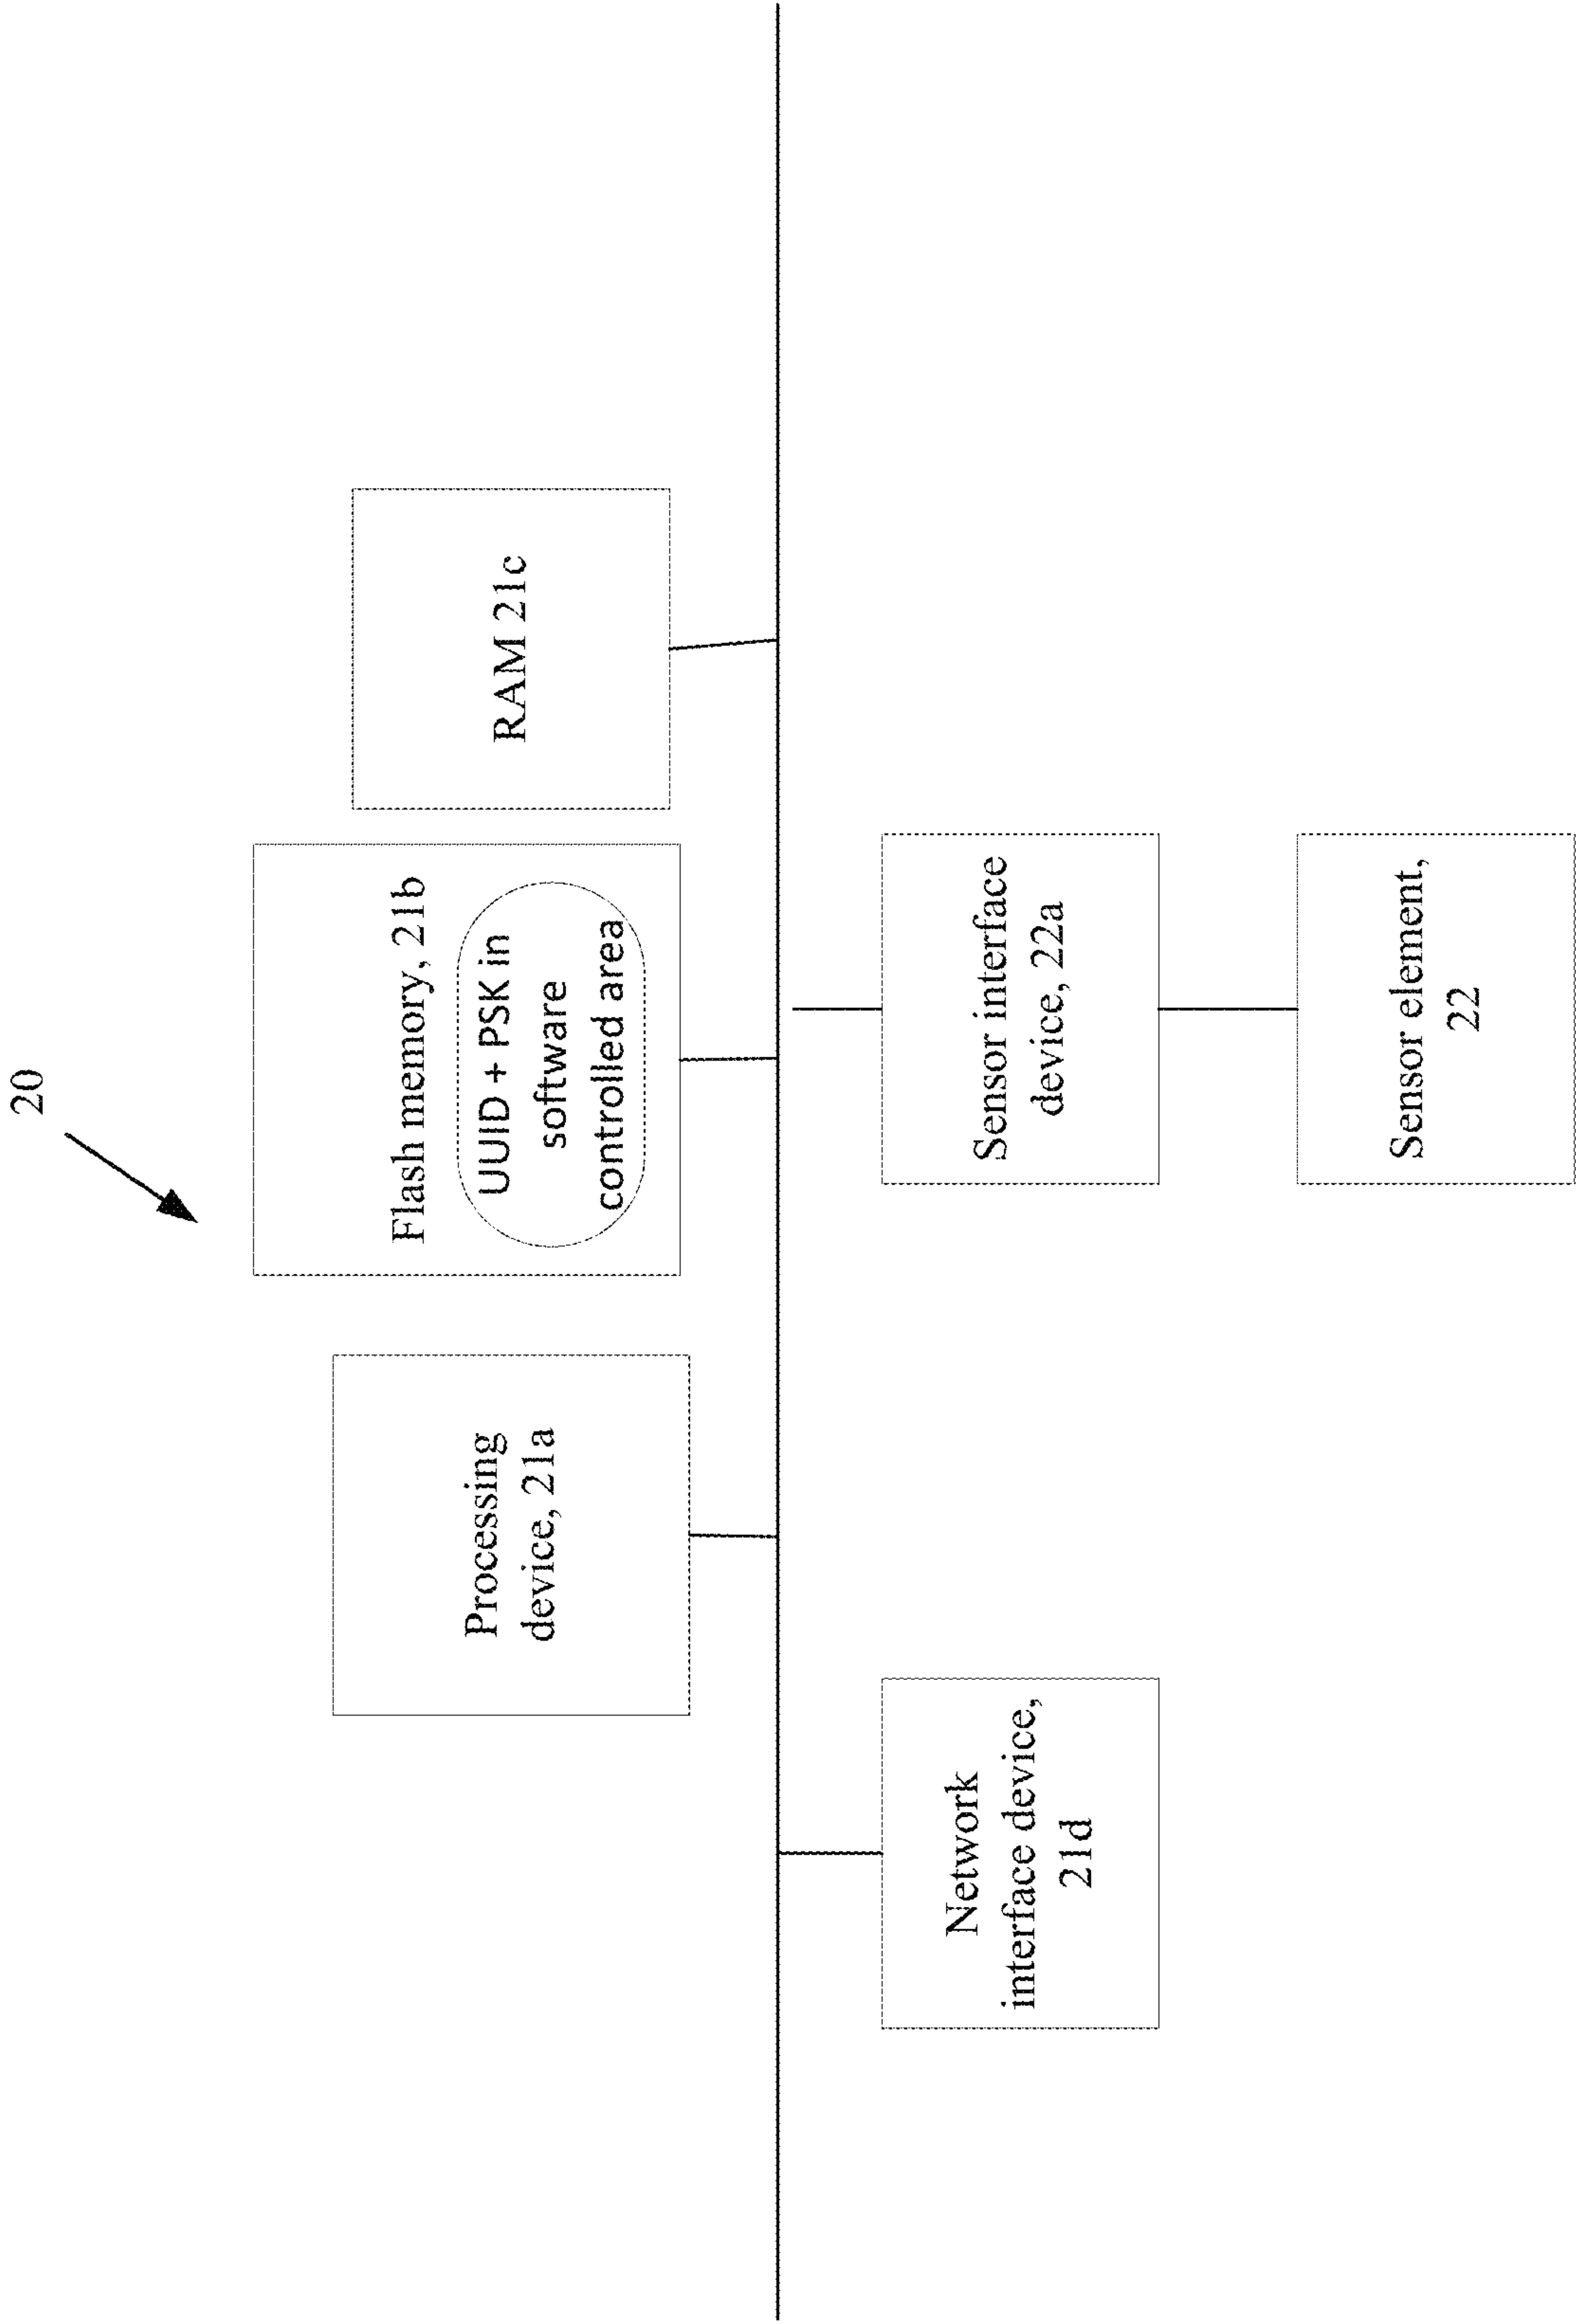 20
Processing
device, 21a
Flash memory, 21b
UUID + PSK in
software
controlled area
RAM 21c
Network
interface device,
21d
Sensor interface
device, 22a
Sensor element,
22